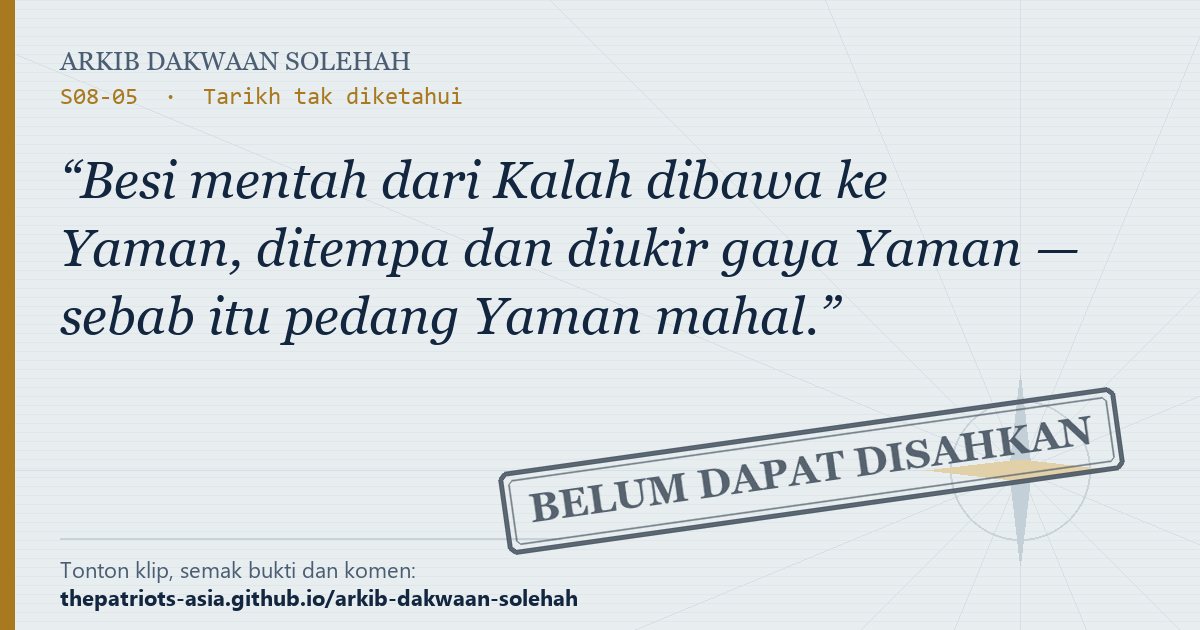 ARKIB DAKWAAN SOLEHAH
S08-05 · Tarikh tak diketahui
“Besi mentah dari Kalah dibawa ke
Yaman, ditempa dan diukir gaya Yaman —
sebab itu pedang Yaman mahal.”
BELUM DAPAT DISAHKAN
Tonton klip, semak bukti dan komen:
thepatriots-asia.github.io/arkib-dakwaan-solehah